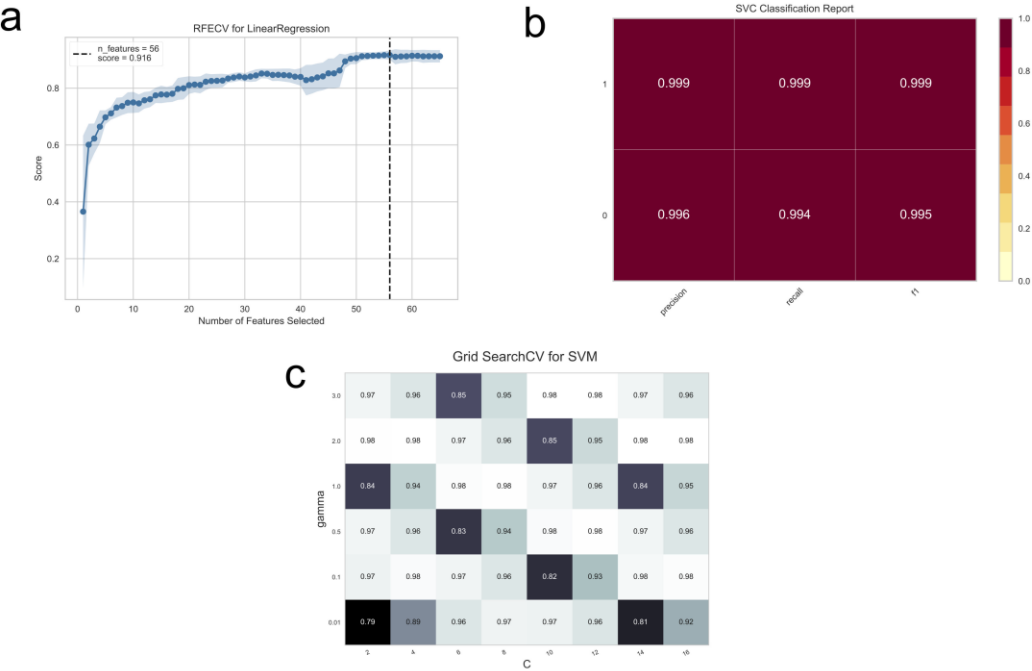 a
RFECV for LinearRegression
n_features = 56
score = 0.916
0.8
0.6
0.4
0.2
Score
0 10 20 30 40 50 60
Number of Features Selected
b
SVC Classification Report
1 0.999 0.999 0.999
0 0.996 0.994 0.995
precision recall f1
1.0
0.8
0.6
0.4
0.2
0.0
c
Grid SearchCV for SVM
gamma
3.0 0.97 0.96 0.85 0.95 0.98 0.98 0.97 0.96
2.0 0.98 0.98 0.97 0.96 0.85 0.95 0.98 0.98
1.0 0.84 0.94 0.98 0.98 0.97 0.96 0.84 0.95
0.5 0.97 0.96 0.83 0.94 0.98 0.98 0.97 0.96
0.1 0.97 0.98 0.97 0.96 0.82 0.93 0.98 0.98
0.01 0.79 0.89 0.96 0.97 0.97 0.96 0.81 0.92
2 4 6 8 10 12 14 16
C